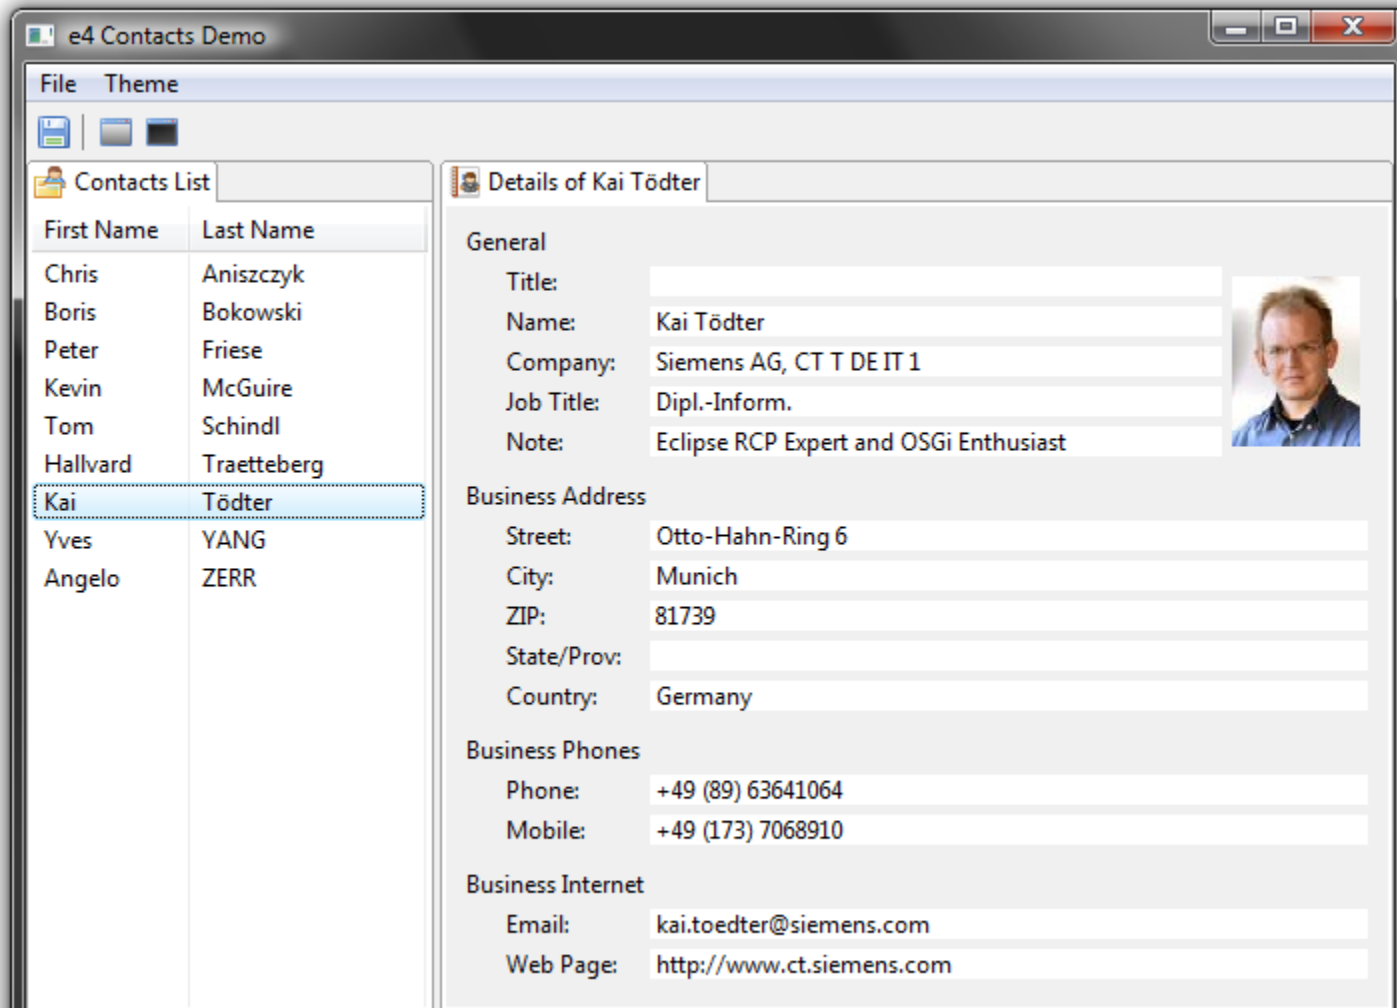 e4 Contacts Demo
File Theme
Contacts List
First Name Last Name
Chris Aniszczyk
Boris Bokowski
Peter Friese
Kevin McGuire
Tom Schindl
Hallvard Traetteberg
Kai Tödter
Yves YANG
Angelo ZERR
Details of Kai Tödter
General
Title:
Name: Kai Tödter
Company: Siemens AG, CT T DE IT 1
Job Title: Dipl.-Inform.
Note: Eclipse RCP Expert and OSGi Enthusiast
Business Address
Street: Otto-Hahn-Ring 6
City: Munich
ZIP: 81739
State/Prov:
Country: Germany
Business Phones
Phone: +49 (89) 63641064
Mobile: +49 (173) 7068910
Business Internet
Email: kai.toedter@siemens.com
Web Page: http://www.ct.siemens.com